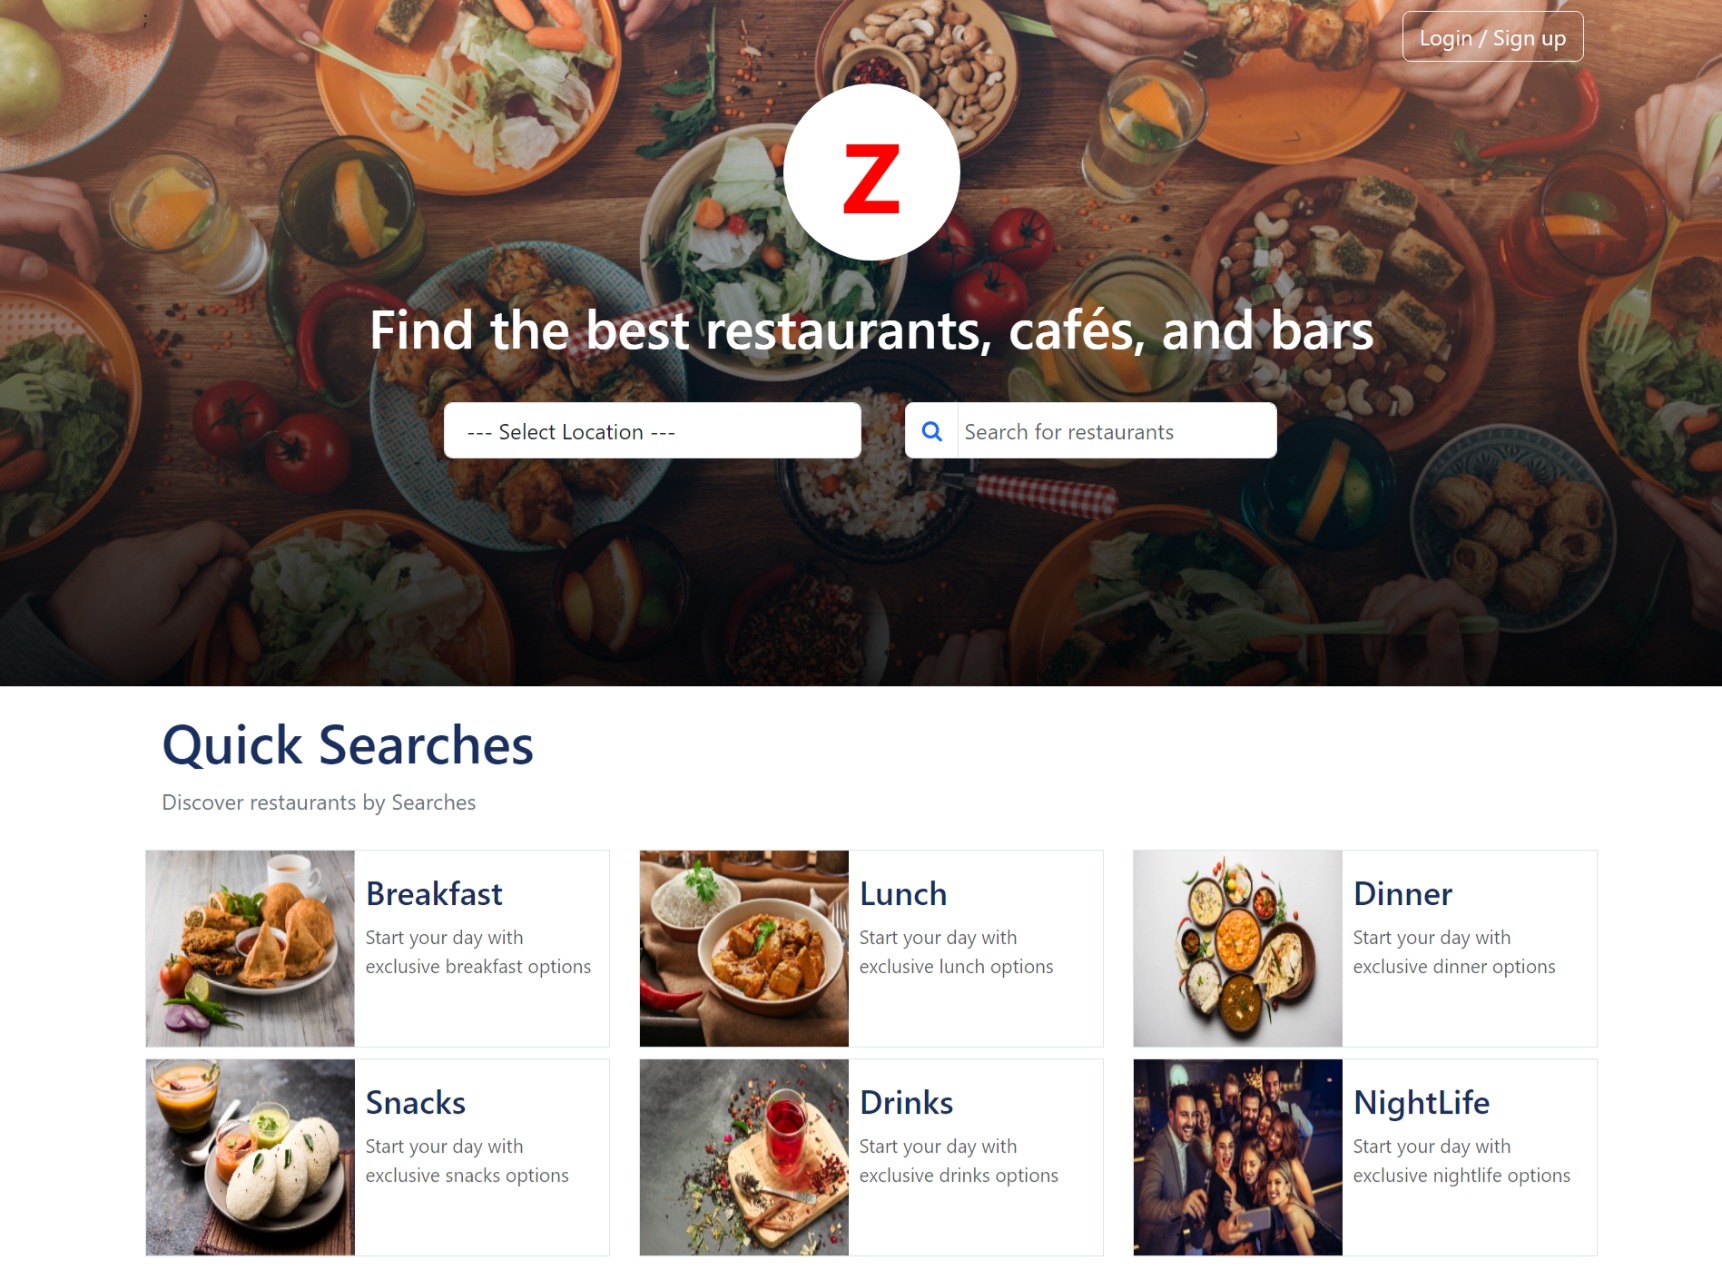 ;
Login / Sign up
Z
Find the best restaurants, cafés, and bars
--- Select Location ---
Search for restaurants
Quick Searches
Discover restaurants by Searches
Breakfast
Start your day with
exclusive breakfast options
Lunch
Start your day with
exclusive lunch options
Dinner
Start your day with
exclusive dinner options
Snacks
Start your day with
exclusive snacks options
Drinks
Start your day with
exclusive drinks options
NightLife
Start your day with
exclusive nightlife options